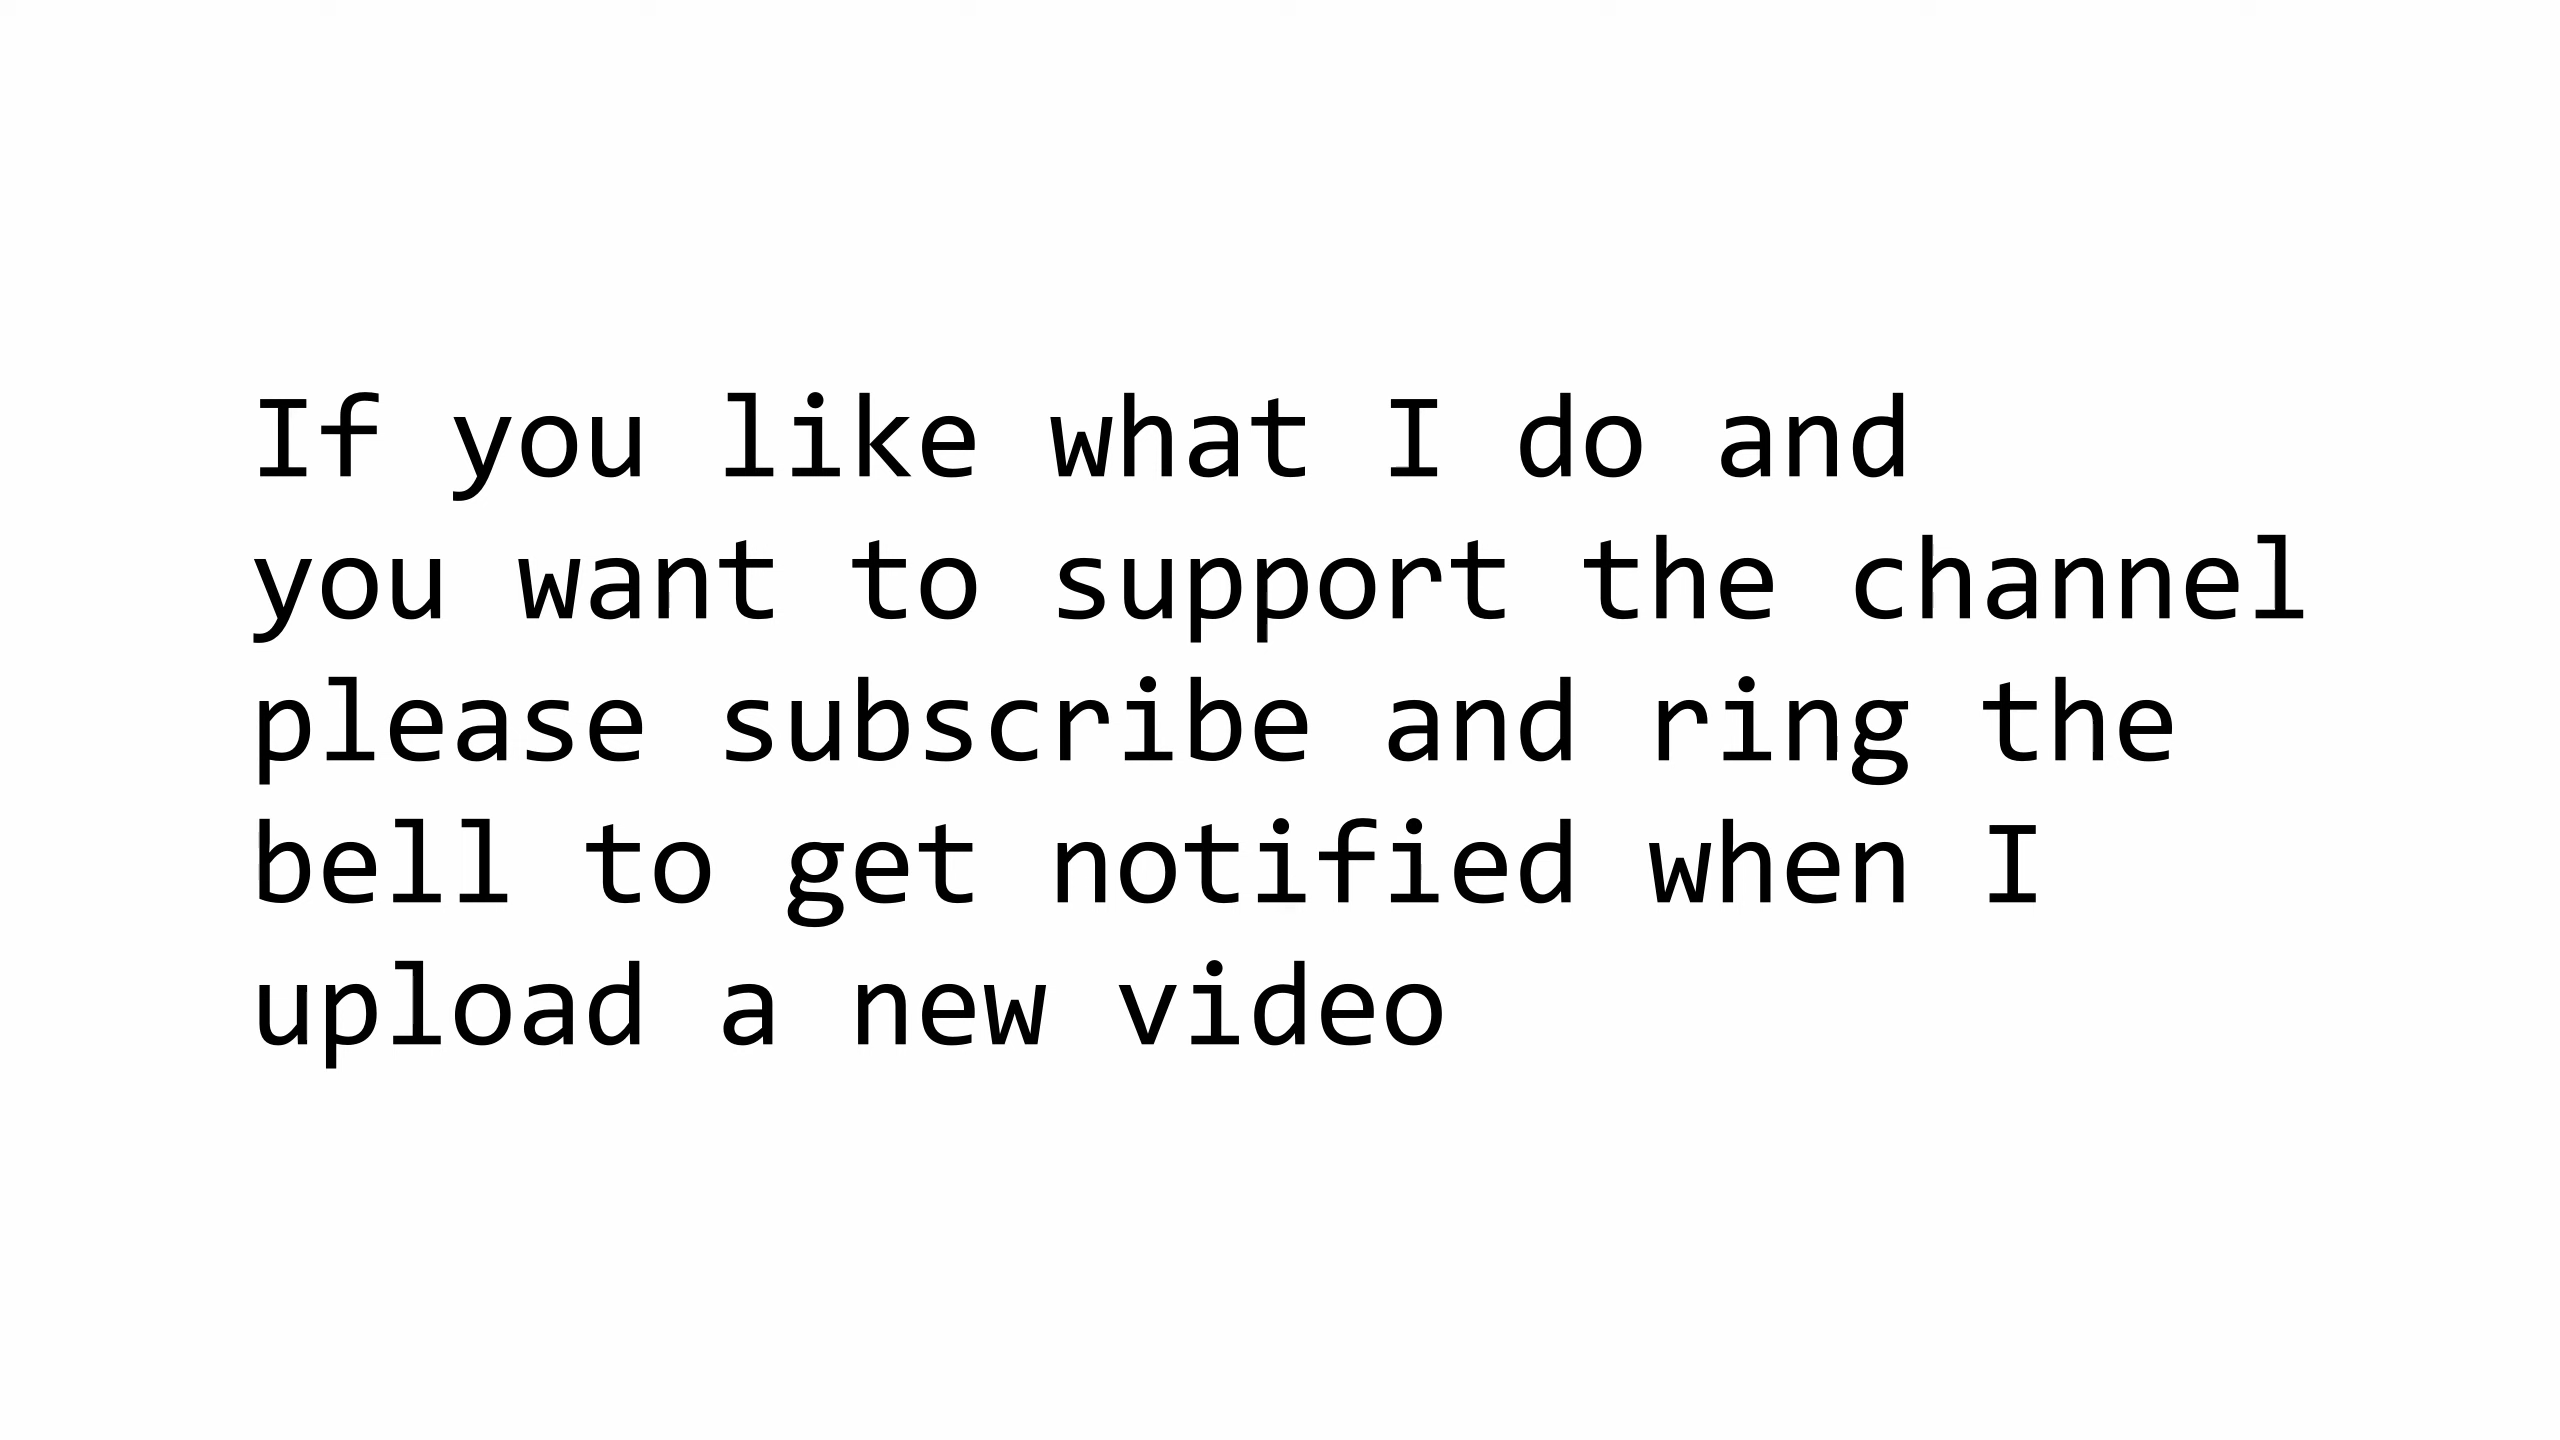 If you like what I do and
you want to support the channel
please subscribe and ring the
bell to get notified when I
upload a new video